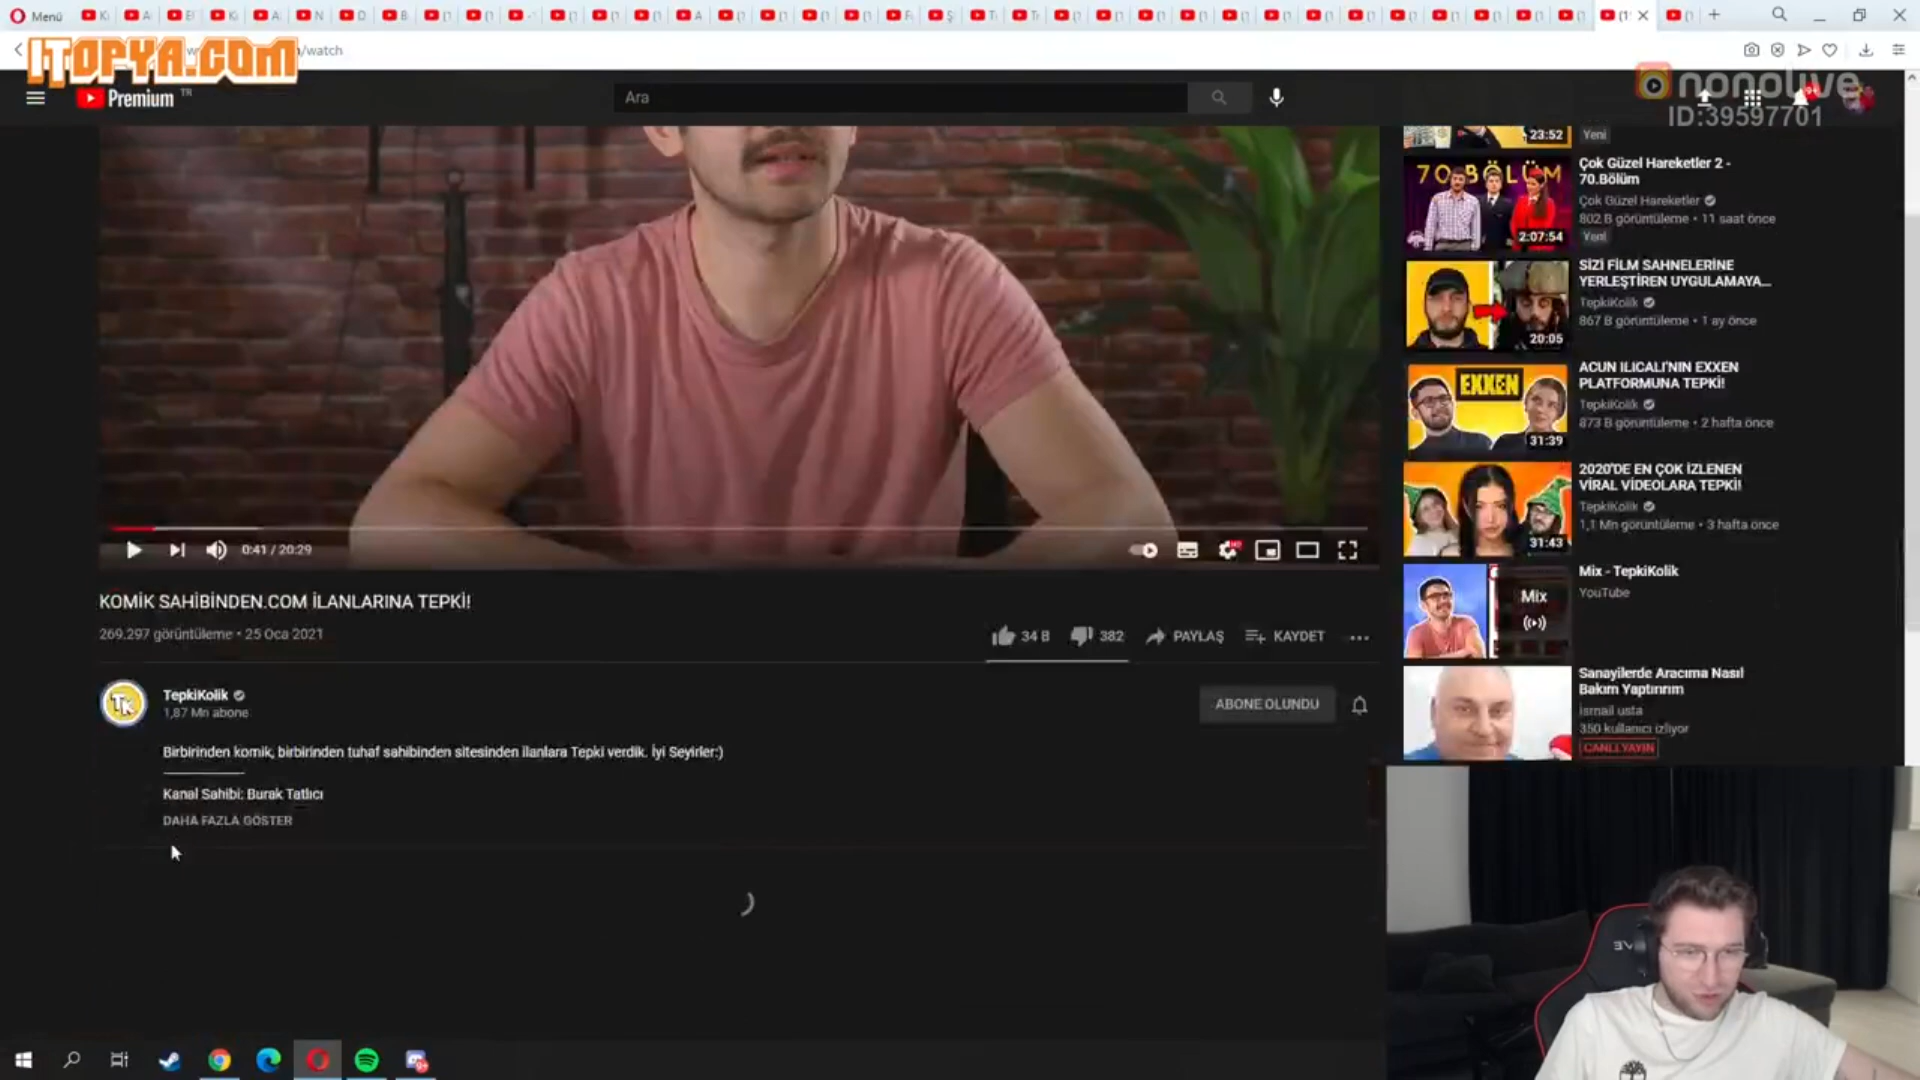 Menü
ITOPYA.COM
/watch
nonolive
ID:39597701
Premium TR
Ara
9+
23:52
Yeni
70.BÖLÜM
2:07:54
Çok Güzel Hareketler 2 -
70.Bölüm
Çok Güzel Hareketler
802 B görüntüleme • 11 saat önce
Yeni
20:05
SİZİ FİLM SAHNELERİNE
YERLEŞTİREN UYGULAMAYA...
TepkiKolik
867 B görüntüleme • 1 ay önce
EXXEN
31:39
ACUN ILICALI'NIN EXXEN
PLATFORMUNA TEPKİ!
TepkiKolik
873 B görüntüleme • 2 hafta önce
31:43
2020'DE EN ÇOK İZLENEN
VİRAL VİDEOLARA TEPKİ!
TepkiKolik
1,1 Mn görüntüleme • 3 hafta önce
Mix
Mix - TepkiKolik
YouTube
Sanayilerde Aracıma Nasıl
Bakım Yaptırırım
İsmail usta
350 kullanıcı izliyor
CANLI YAYIN
0:41 / 20:29
KOMİK SAHİBİNDEN.COM İLANLARINA TEPKİ!
269.297 görüntüleme • 25 Oca 2021
34 B
382
PAYLAŞ
KAYDET
TK
TepkiKolik
1,87 Mn abone
ABONE OLUNDU
Birbirinden komik, birbirinden tuhaf sahibinden sitesinden ilanlara Tepki verdik. İyi Seyirler:)
Kanal Sahibi: Burak Tatlıcı
DAHA FAZLA GÖSTER